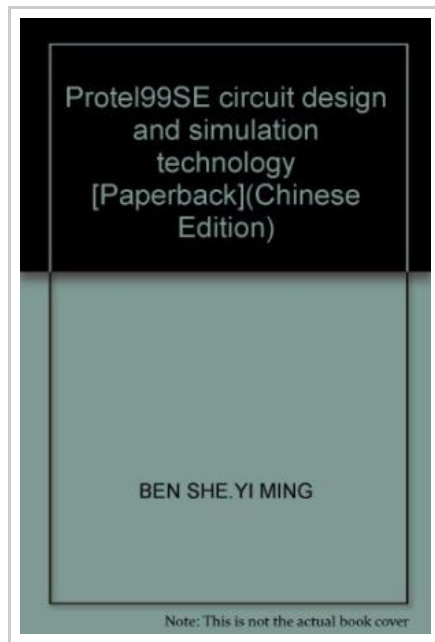 Protel99SE circuit design
and simulation
technology
[Paperback](Chinese
Edition)
BEN SHE.YI MING
Note: This is not the actual book cover